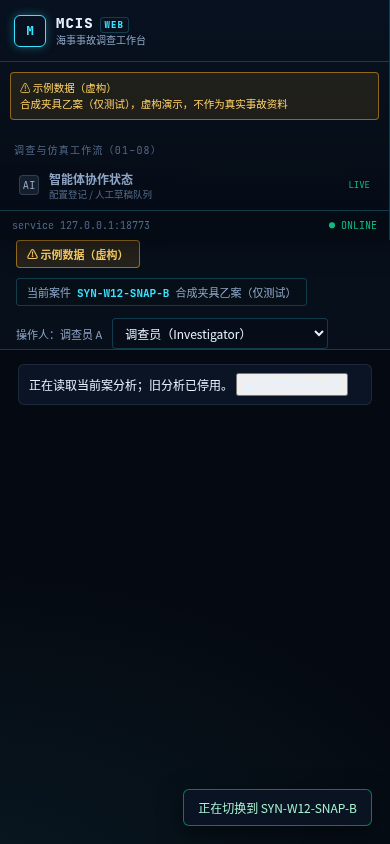 M
MCIS WEB
海事事故调查工作台
⚠ 示例数据（虚构）
合成夹具乙案（仅测试），虚构演示，不作为真实事故资料
调查与仿真工作流（01–08）
AI 智能体协作状态 LIVE
配置登记 / 人工草稿队列
service 127.0.0.1:18773 ONLINE
⚠ 示例数据（虚构）
当前案件 SYN-W12-SNAP-B 合成夹具乙案（仅测试）
操作人：调查员 A 调查员（Investigator）
正在读取当前案分析；旧分析已停用。
正在切换到 SYN-W12-SNAP-B